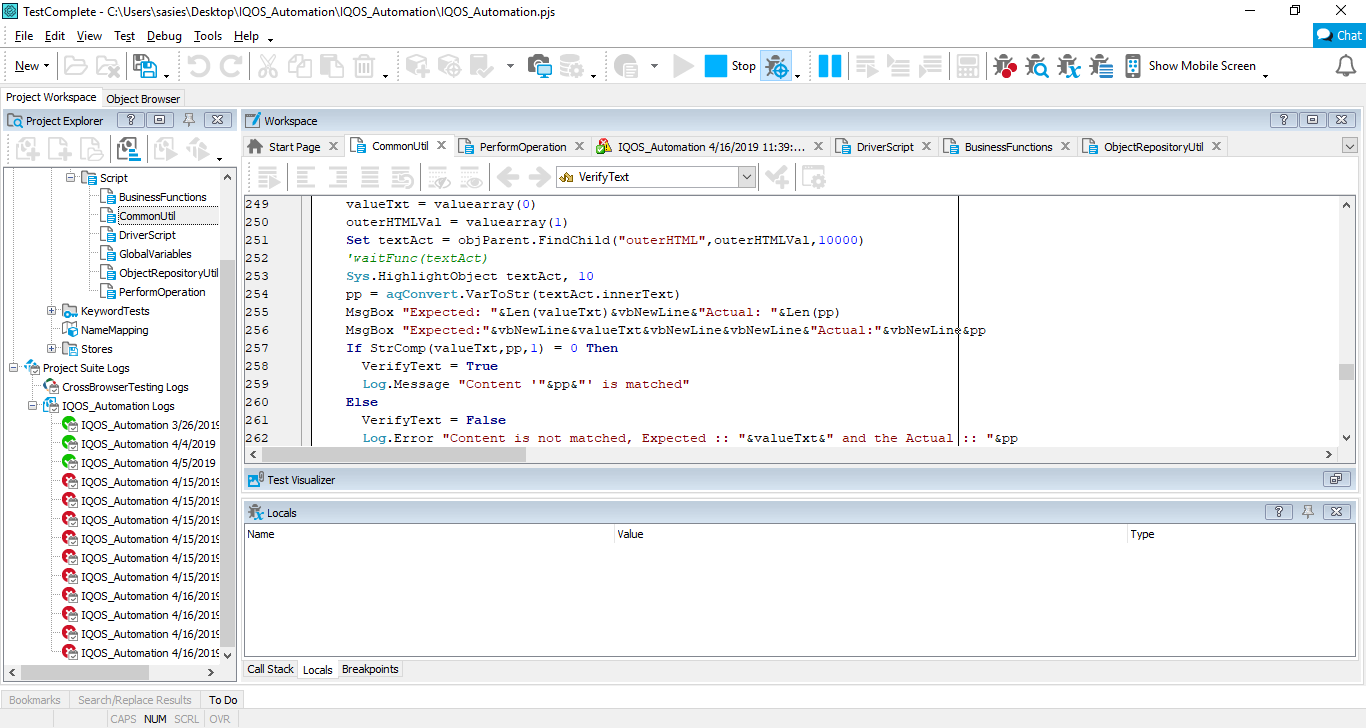 TestComplete - C:\Users\sasies\Desktop\IQOS_Automation\IQOS_Automation\IQOS_Automation.pjs
File Edit View Test Debug Tools Help
Chat
New Stop Show Mobile Screen
Project Workspace Object Browser
Project Explorer
Script
BusinessFunctions
CommonUtil
DriverScript
GlobalVariables
ObjectRepositoryUtil
PerformOperation
KeywordTests
NameMapping
Stores
Project Suite Logs
CrossBrowserTesting Logs
IQOS_Automation Logs
IQOS_Automation 3/26/2019
IQOS_Automation 4/4/2019
IQOS_Automation 4/5/2019
IQOS_Automation 4/15/2019
IQOS_Automation 4/15/2019
IQOS_Automation 4/15/2019
IQOS_Automation 4/15/2019
IQOS_Automation 4/15/2019
IQOS_Automation 4/15/2019
IQOS_Automation 4/16/2019
IQOS_Automation 4/16/2019
IQOS_Automation 4/16/2019
IQOS_Automation 4/16/2019
Workspace
Start Page CommonUtil PerformOperation IQOS_Automation 4/16/2019 11:39:... DriverScript BusinessFunctions ObjectRepositoryUtil
VerifyText
249 valueTxt = valuearray(0)
250 outerHTMLVal = valuearray(1)
251 Set textAct = objParent.FindChild("outerHTML",outerHTMLVal,10000)
252 'waitFunc(textAct)
253 Sys.HighlightObject textAct, 10
254 pp = aqConvert.VarToStr(textAct.innerText)
255 MsgBox "Expected: "&Len(valueTxt)&vbNewLine&"Actual: "&Len(pp)
256 MsgBox "Expected:"&vbNewLine&valueTxt&vbNewLine&vbNewLine&"Actual:"&vbNewLine&pp
257 If StrComp(valueTxt,pp,1) = 0 Then
258 VerifyText = True
259 Log.Message "Content '"&pp&"' is matched"
260 Else
261 VerifyText = False
262 Log.Error "Content is not matched, Expected :: "&valueTxt&" and the Actual :: "&pp
Test Visualizer
Locals
Name Value Type
Call Stack Locals Breakpoints
Bookmarks Search/Replace Results To Do
CAPS NUM SCRL OVR